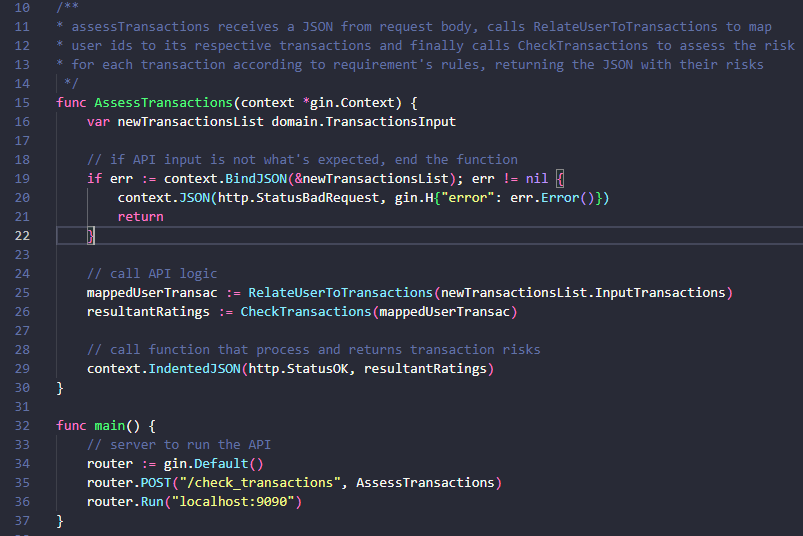 10 /**
11 * assessTransactions receives a JSON from request body, calls RelateUserToTransactions to map
12 * user ids to its respective transactions and finally calls CheckTransactions to assess the risk
13 * for each transaction according to requirement's rules, returning the JSON with their risks
14 */
15 func AssessTransactions(context *gin.Context) {
16 var newTransactionsList domain.TransactionsInput
17
18 // if API input is not what's expected, end the function
19 if err := context.BindJSON(&newTransactionsList); err != nil {
20 context.JSON(http.StatusBadRequest, gin.H{"error": err.Error()})
21 return
22 }
23
24 // call API logic
25 mappedUserTransac := RelateUserToTransactions(newTransactionsList.InputTransactions)
26 resultantRatings := CheckTransactions(mappedUserTransac)
27
28 // call function that process and returns transaction risks
29 context.IndentedJSON(http.StatusOK, resultantRatings)
30 }
31
32 func main() {
33 // server to run the API
34 router := gin.Default()
35 router.POST("/check_transactions", AssessTransactions)
36 router.Run("localhost:9090")
37 }